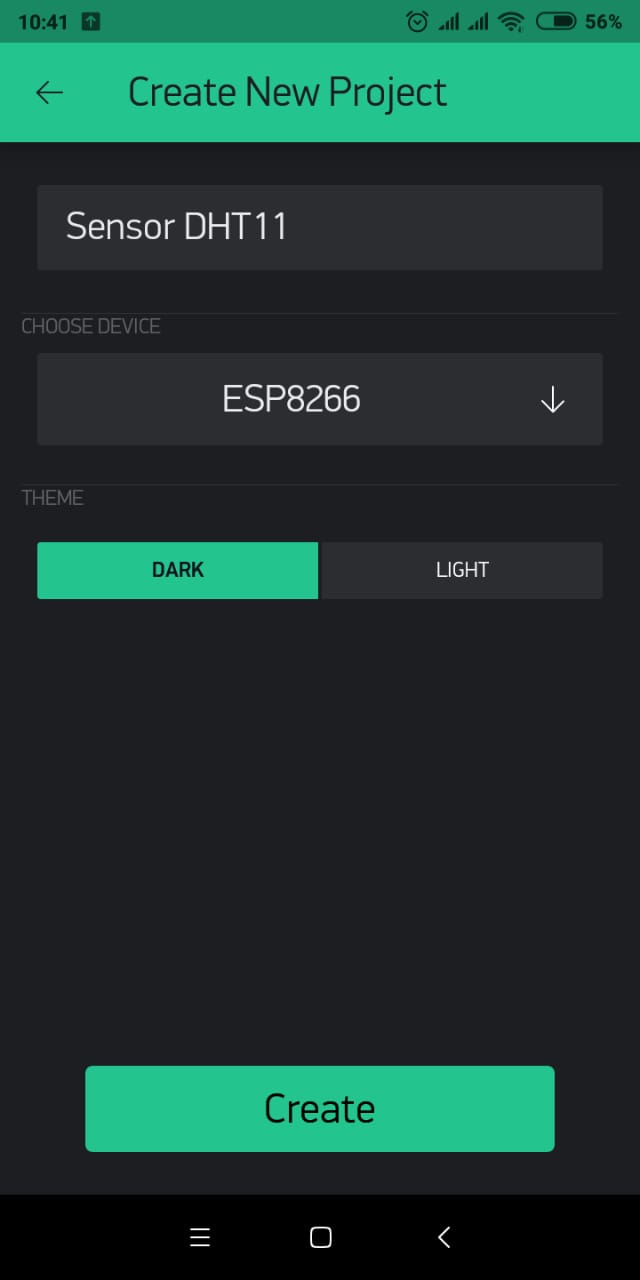 10:41 56%
Create New Project
Sensor DHT11
CHOOSE DEVICE
ESP8266
THEME
DARK LIGHT
Create